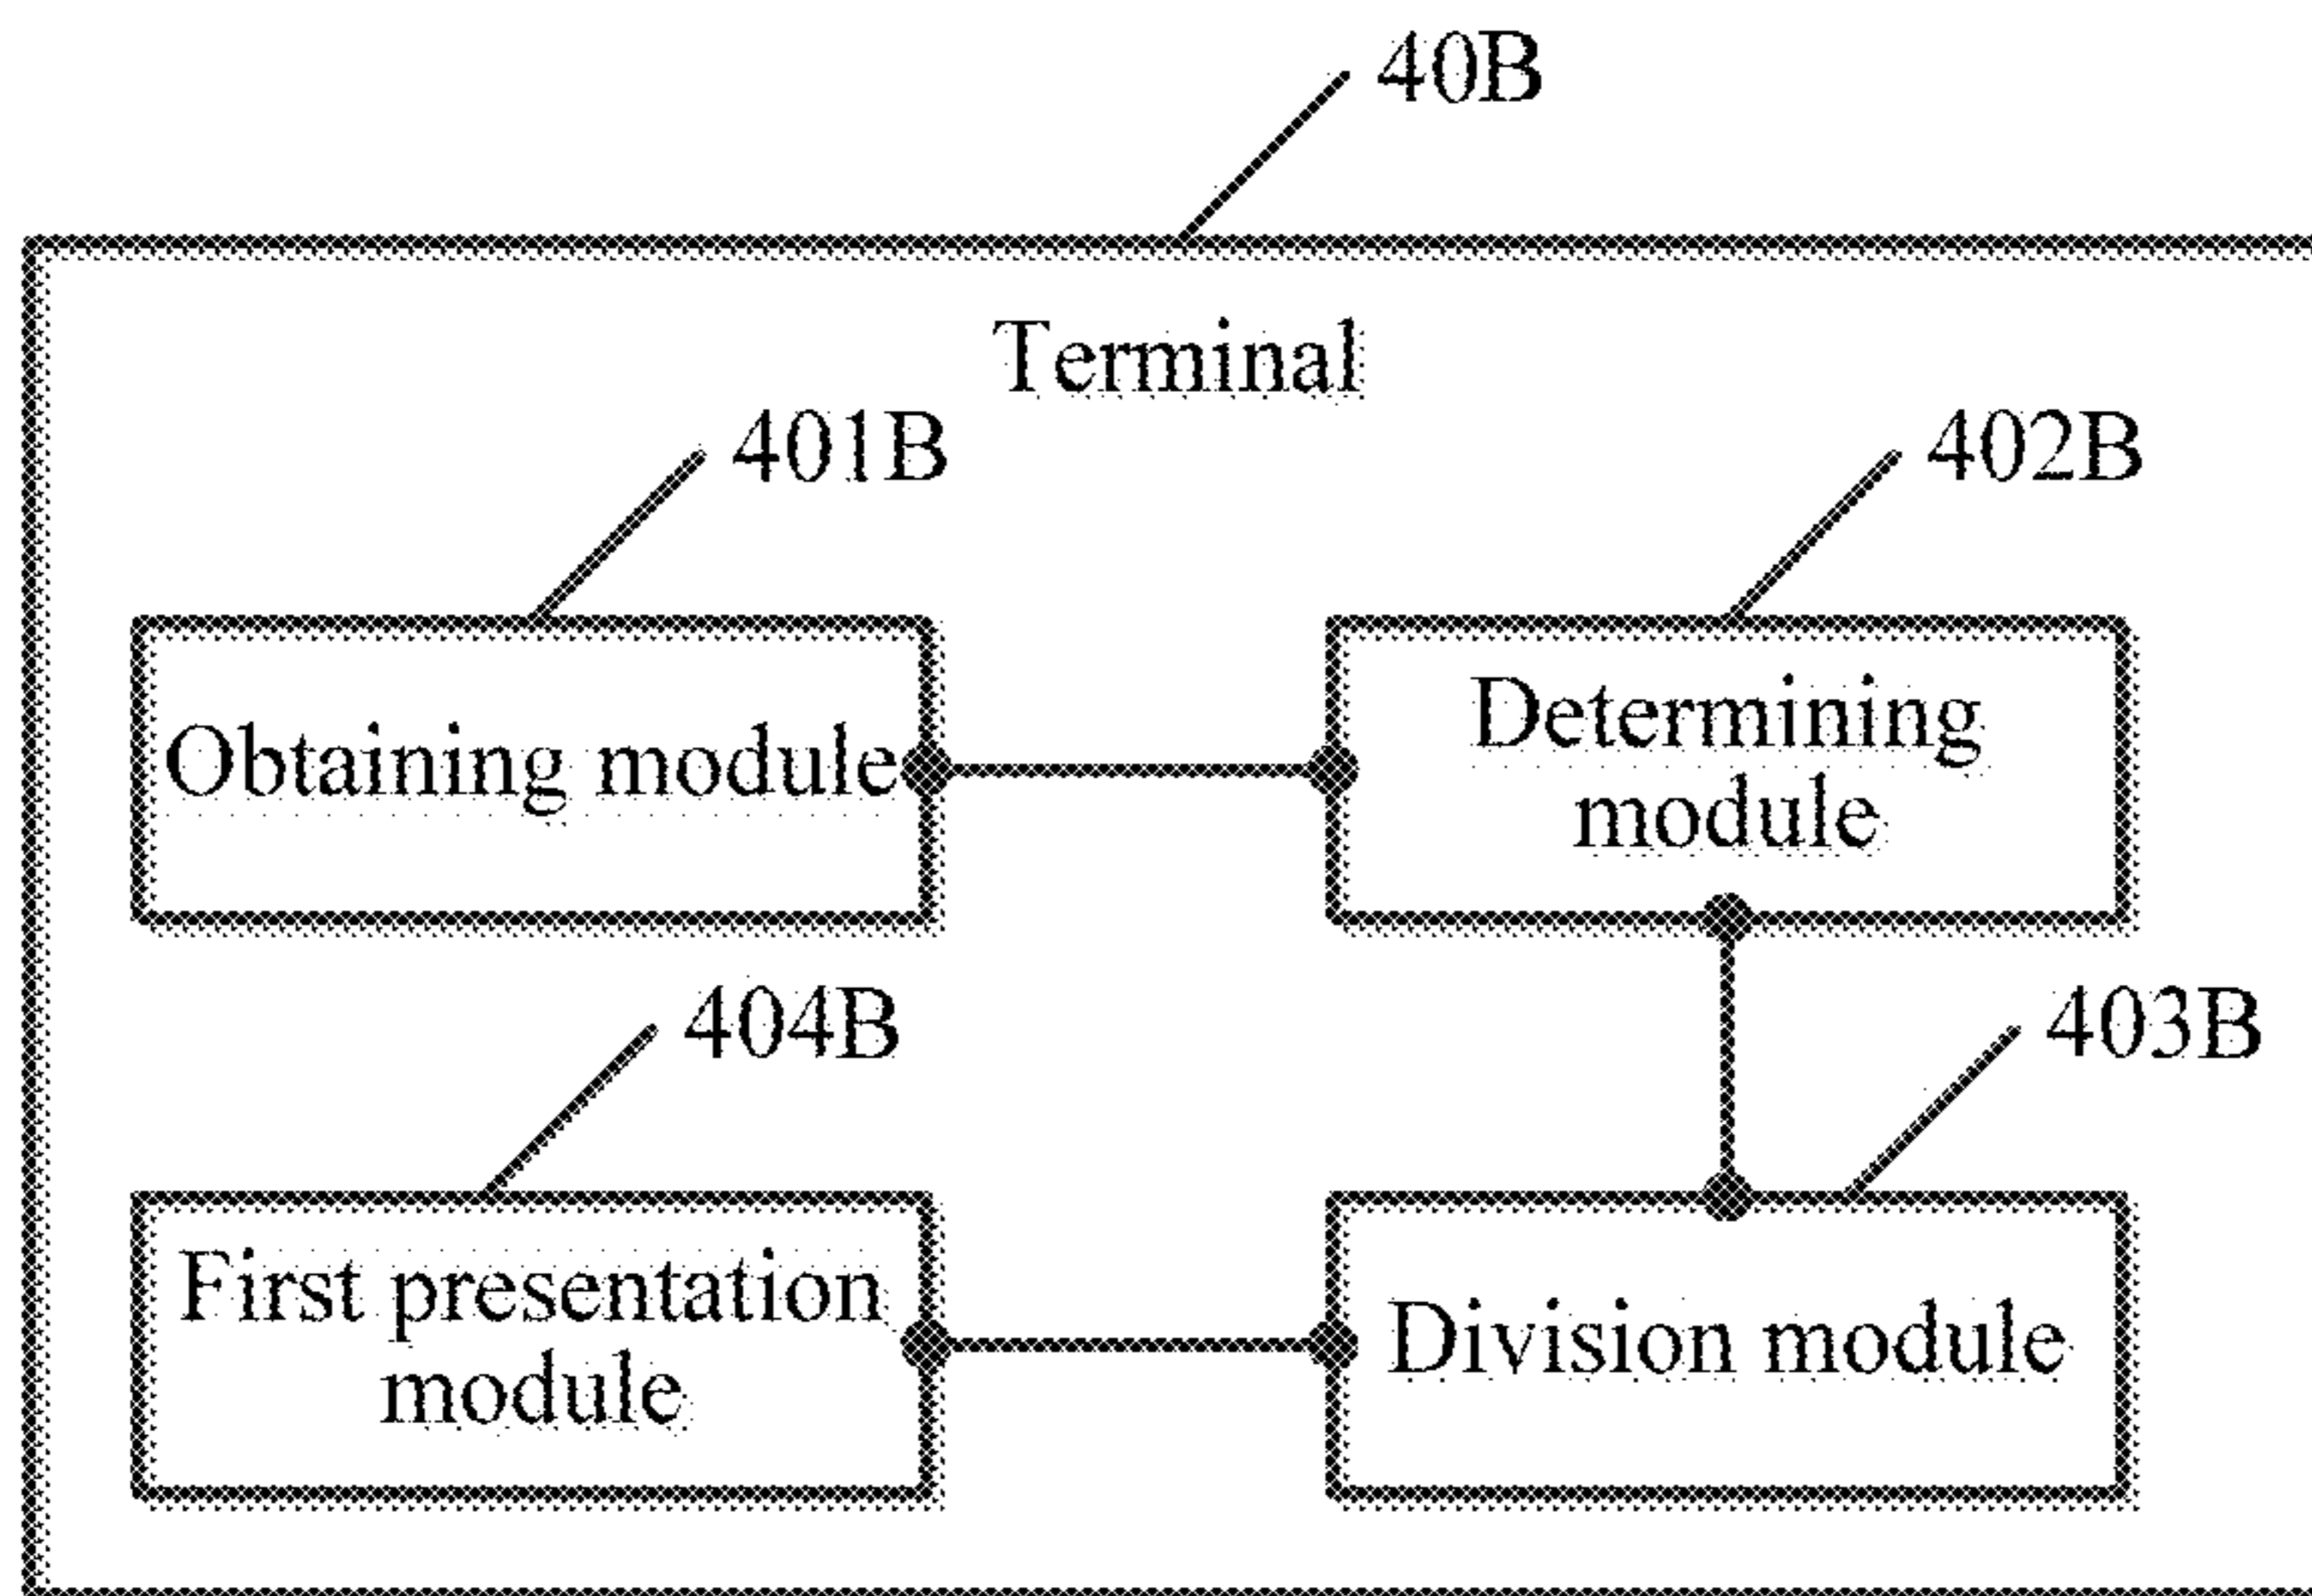 40B
Terminal
401B
402B
Obtaining module
Determining
module
404B
403B
First presentation
module
Division module